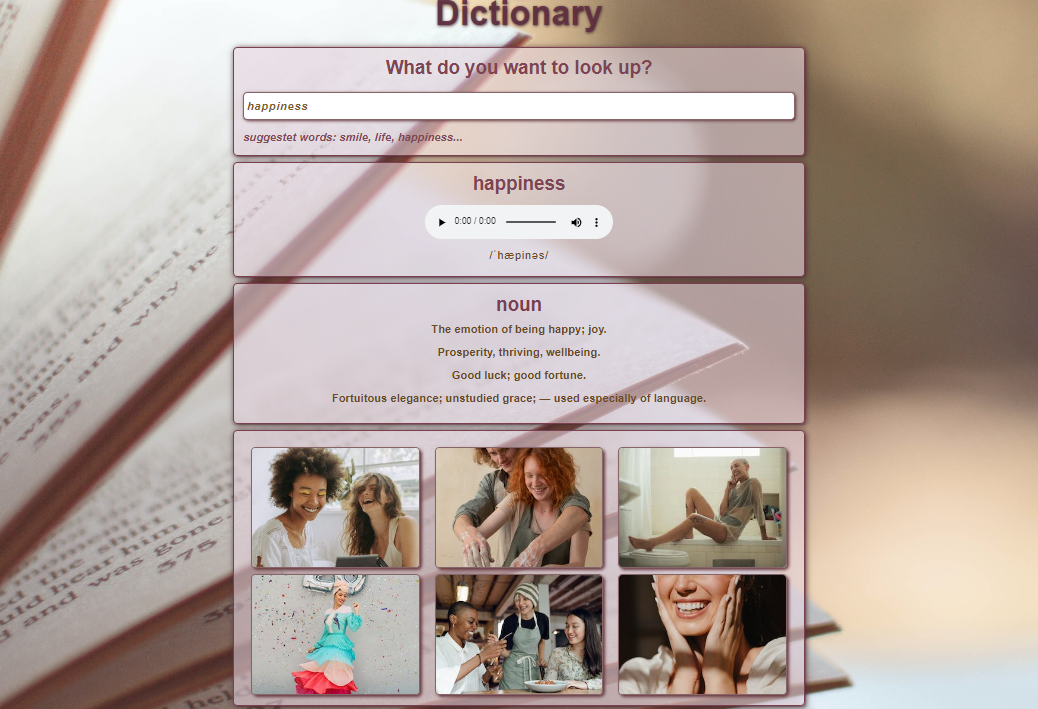 Dictionary
What do you want to look up?
happiness
suggestet words: smile, life, happiness...
happiness
0:00 / 0:00
/ˈhæpinəs/
noun
The emotion of being happy; joy.
Prosperity, thriving, wellbeing.
Good luck; good fortune.
Fortuitous elegance; unstudied grace; — used especially of language.